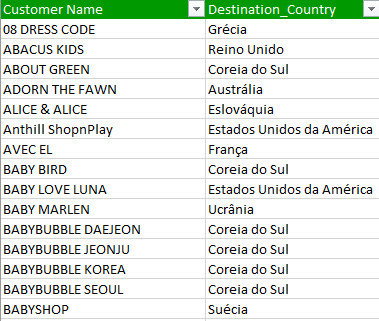 Customer Name Destination_Country
08 DRESS CODE Grécia
ABACUS KIDS Reino Unido
ABOUT GREEN Coreia do Sul
ADORN THE FAWN Austrália
ALICE & ALICE Eslováquia
Anthill ShopnPlay Estados Unidos da América
AVEC EL França
BABY BIRD Coreia do Sul
BABY LOVE LUNA Estados Unidos da América
BABY MARLEN Ucrânia
BABYBUBBLE DAEJEON Coreia do Sul
BABYBUBBLE JEONJU Coreia do Sul
BABYBUBBLE KOREA Coreia do Sul
BABYBUBBLE SEOUL Coreia do Sul
BABYSHOP Suécia